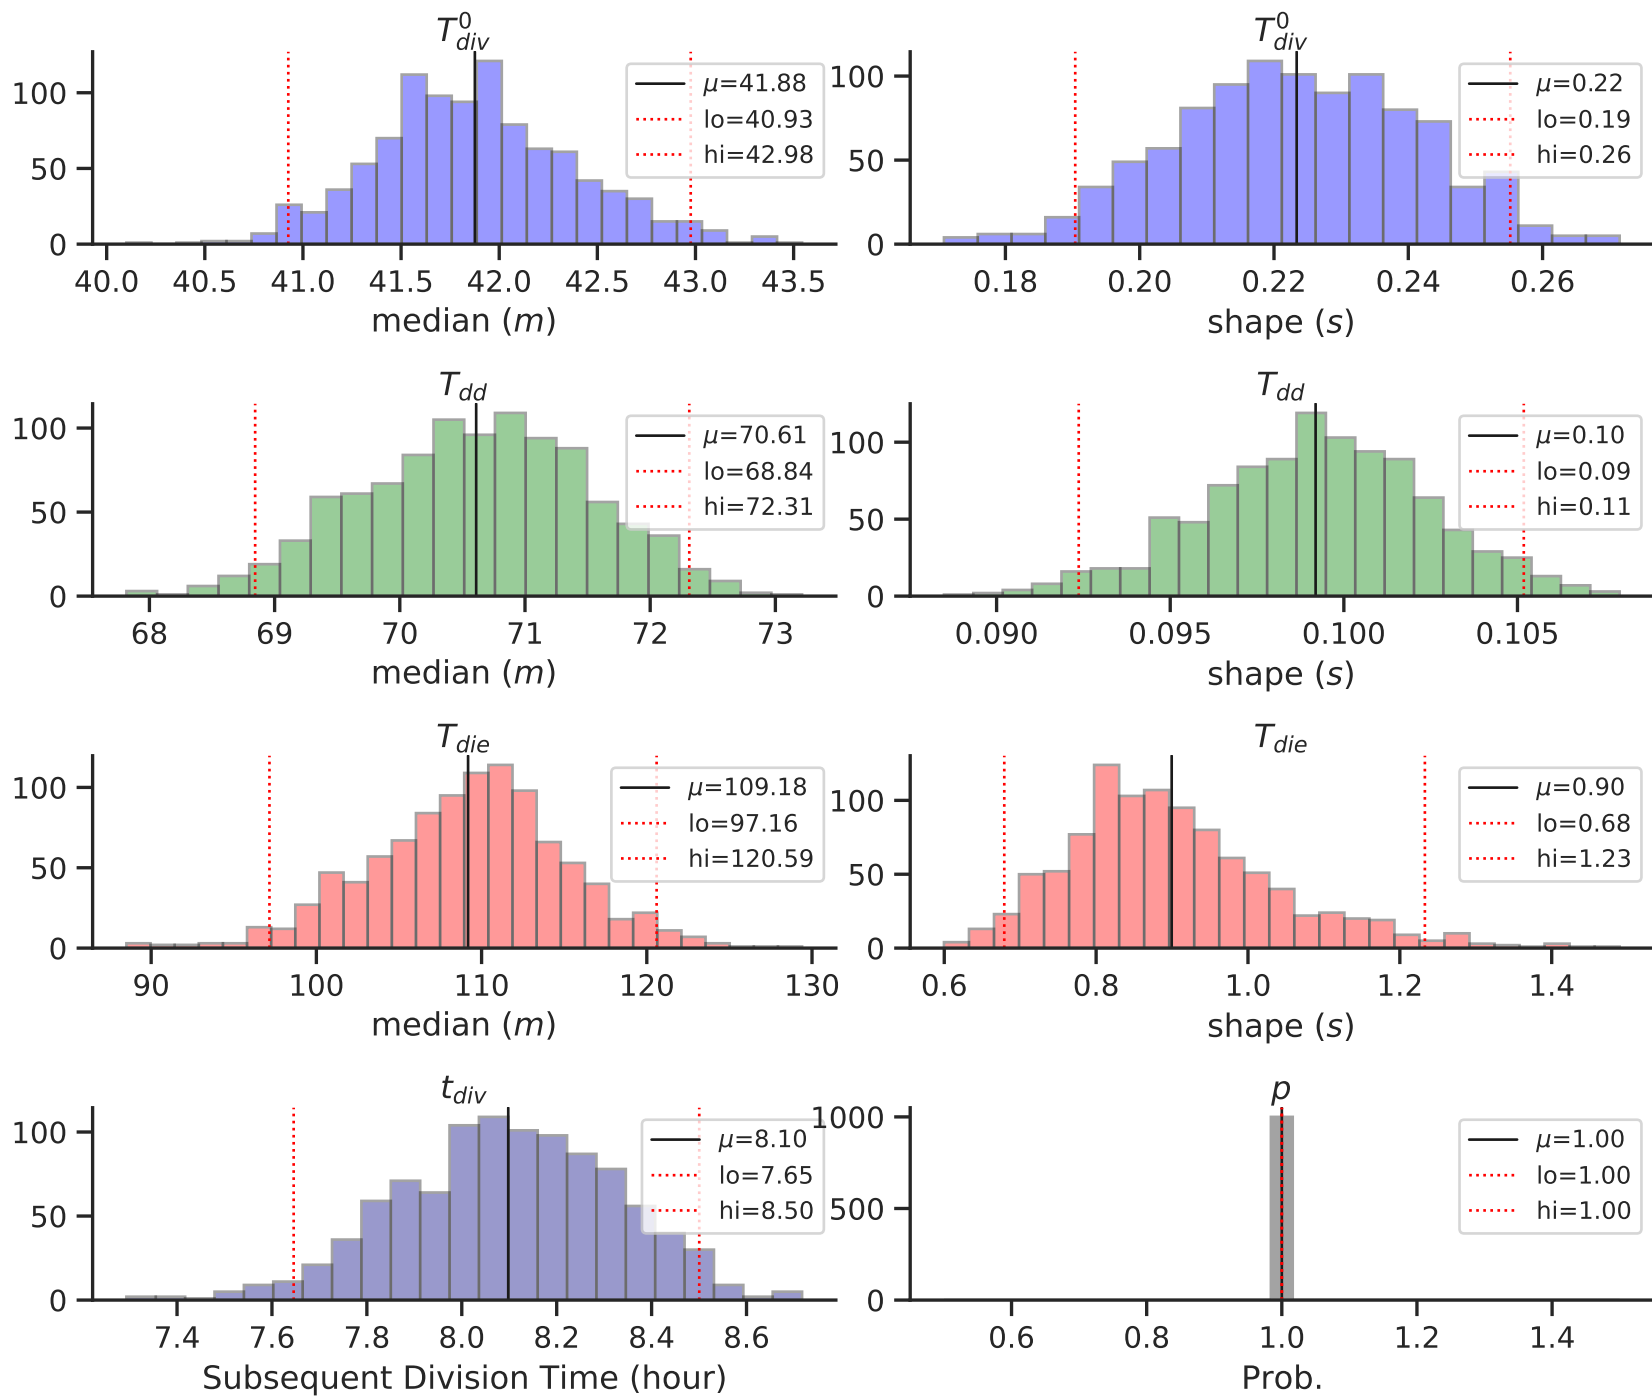 T⁰div
100
50
0
μ=41.88
lo=40.93
hi=42.98
40.0 40.5 41.0 41.5 42.0 42.5 43.0 43.5
median (m)
T⁰div
100
50
0
μ=0.22
lo=0.19
hi=0.26
0.18 0.20 0.22 0.24 0.26
shape (s)
Tdd
100
50
0
μ=70.61
lo=68.84
hi=72.31
68 69 70 71 72 73
median (m)
Tdd
100
50
0
μ=0.10
lo=0.09
hi=0.11
0.090 0.095 0.100 0.105
shape (s)
Tdie
100
50
0
μ=109.18
lo=97.16
hi=120.59
90 100 110 120 130
median (m)
Tdie
100
50
0
μ=0.90
lo=0.68
hi=1.23
0.6 0.8 1.0 1.2 1.4
shape (s)
tdiv
100
50
0
μ=8.10
lo=7.65
hi=8.50
7.4 7.6 7.8 8.0 8.2 8.4 8.6
Subsequent Division Time (hour)
p
1000
500
0
μ=1.00
lo=1.00
hi=1.00
0.6 0.8 1.0 1.2 1.4
Prob.